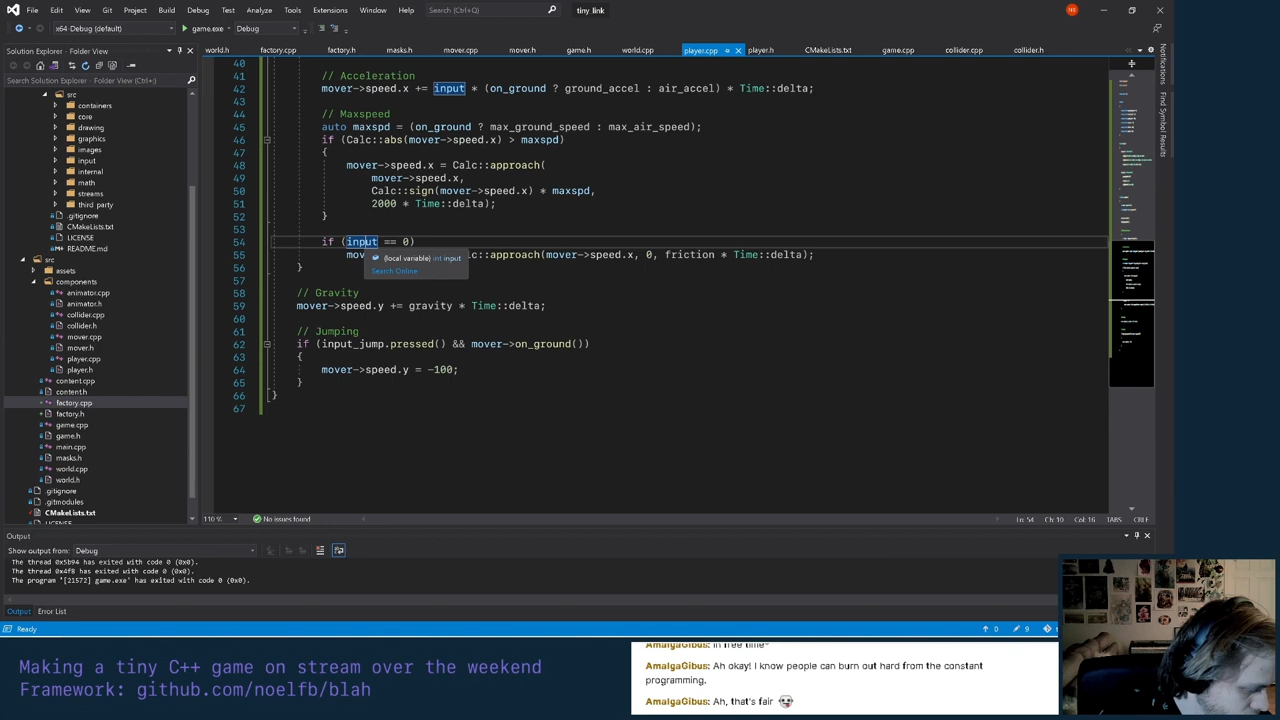 File Edit View Git Project Build Debug Test Analyze Tools Extensions Window Help Search (Ctrl+Q) tiny_link NB
x64-Debug (default) game.exe Debug
Solution Explorer - Folder View
Search Solution Explorer - Folder View (Ctrl+;)
src
containers
core
drawing
graphics
images
input
internal
math
streams
third_party
.gitignore
CMakeLists.txt
LICENSE
README.md
src
assets
components
animator.cpp
animator.h
collider.cpp
collider.h
mover.cpp
mover.h
player.cpp
player.h
content.cpp
content.h
factory.cpp
factory.h
game.cpp
game.h
main.cpp
masks.h
world.cpp
world.h
.gitignore
.gitmodules
CMakeLists.txt
LICENSE
world.h factory.cpp factory.h masks.h mover.cpp mover.h game.h world.cpp player.cpp player.h CMakeLists.txt game.cpp collider.cpp collider.h
40
41 // Acceleration
42 mover->speed.x += input * (on_ground ? ground_accel : air_accel) * Time::delta;
43
44 // Maxspeed
45 auto maxspd = (on_ground ? max_ground_speed : max_air_speed);
46 if (Calc::abs(mover->speed.x) > maxspd)
47 {
48 mover->speed.x = Calc::approach(
49 mover->speed.x,
50 Calc::sign(mover->speed.x) * maxspd,
51 2000 * Time::delta);
52 }
53
54 if (input == 0)
(local variable) int input
55 mov lc::approach(mover->speed.x, 0, friction * Time::delta);
Search Online
56 }
57
58 // Gravity
59 mover->speed.y += gravity * Time::delta;
60
61 // Jumping
62 if (input_jump.pressed() && mover->on_ground())
63 {
64 mover->speed.y = -100;
65 }
66 }
67
Notifications
Find Symbol Results
110 % No issues found Ln: 54 Ch: 10 Col: 16 TABS CRLF
Output
Show output from: Debug
The thread 0x5b94 has exited with code 0 (0x0).
The thread 0x4f8 has exited with code 0 (0x0).
The program '[21572] game.exe' has exited with code 0 (0x0).
Output Error List
Ready 0 9
Making a tiny C++ game on stream over the weekend
Framework: github.com/noelfb/blah
AmalgaGibus: in free time*
AmalgaGibus: Ah okay! I know people can burn out hard from the constant
programming.
AmalgaGibus: Ah, that's fair